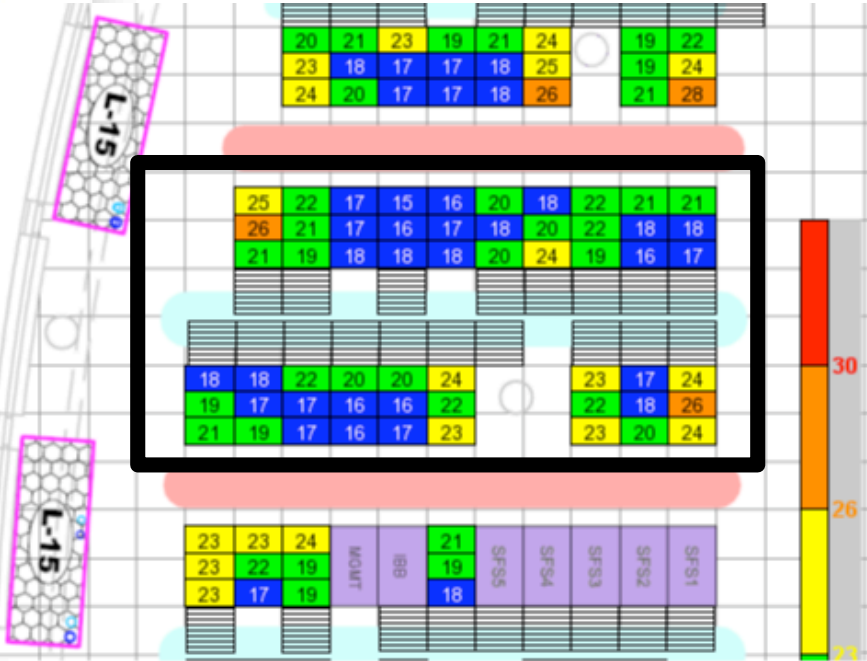 20 21 23 19 21 24 19 22
23 18 17 17 18 25 19 24
24 20 17 17 18 26 21 28
L-15
25 22 17 15 16 20 18 22 21 21
26 21 17 16 17 18 20 22 18 18
21 19 18 18 18 20 24 19 16 17
18 18 22 20 20 24 23 17 24
19 17 17 16 16 22 22 18 26
21 19 17 16 17 23 23 20 24
L-15
23 23 24 MGMT IBB 21 SFS5 SFS4 SFS3 SFS2 SFS1
23 22 19 19
23 17 19 18
30
26
23